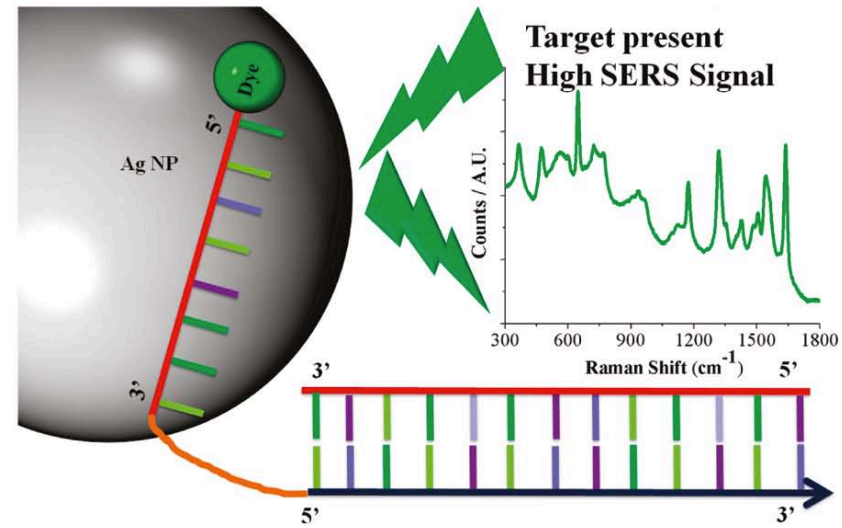 Target present
High SERS Signal
Dye
5’
Ag NP
3’
Counts / A.U.
300 600 900 1200 1500 1800
Raman Shift (cm-1)
3’ 5’
5’ 3’